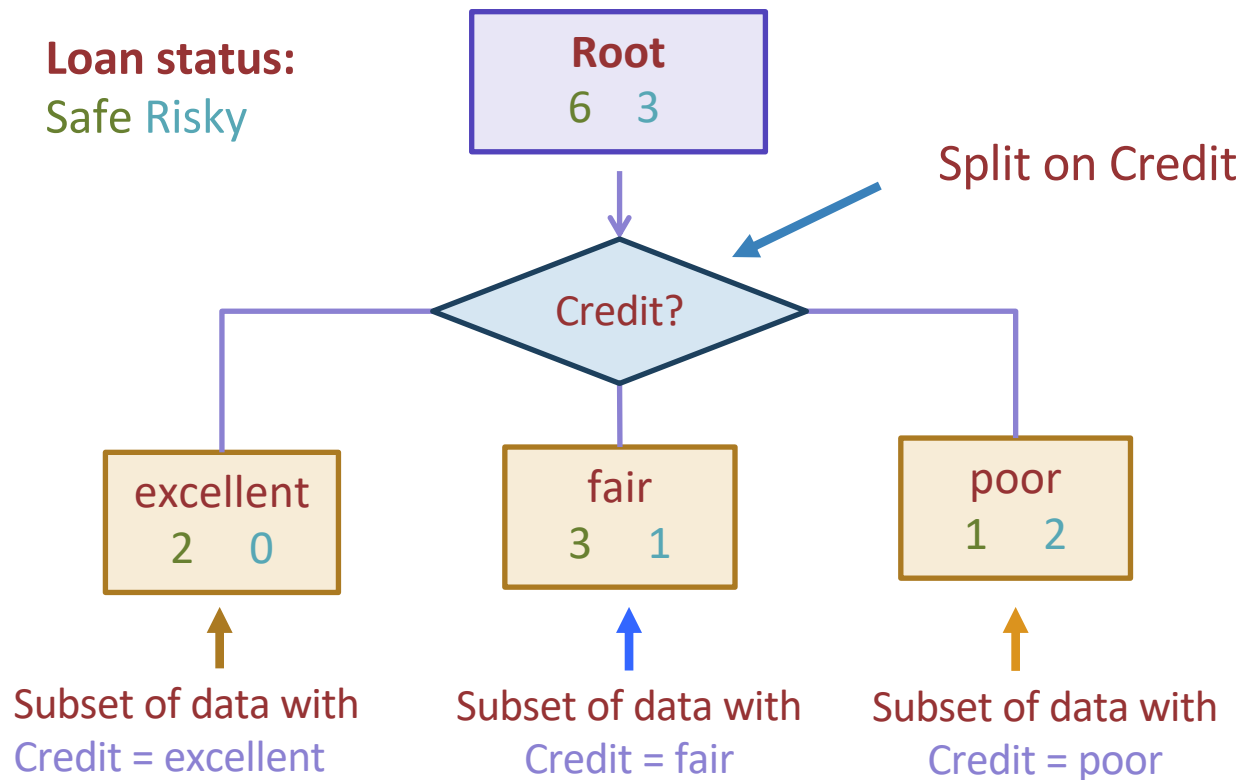 Loan status:
Safe Risky
Root
6 3
Split on Credit
Credit?
excellent
2 0
fair
3 1
poor
1 2
Subset of data with
Credit = excellent
Subset of data with
Credit = fair
Subset of data with
Credit = poor